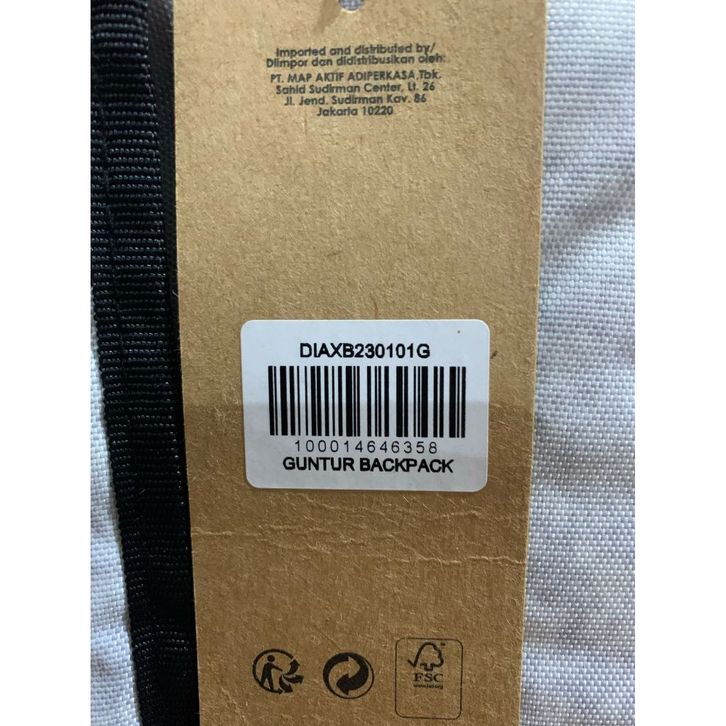 Imported and distributed by/
Diimpor dan didistribusikan oleh:
PT. MAP AKTIF ADIPERKASA,Tbk.
Sahid Sudirman Center, Lt. 26
Jl. Jend. Sudirman Kav. 86
Jakarta 10220
DIAXB230101G
100014646358
GUNTUR BACKPACK
FSC